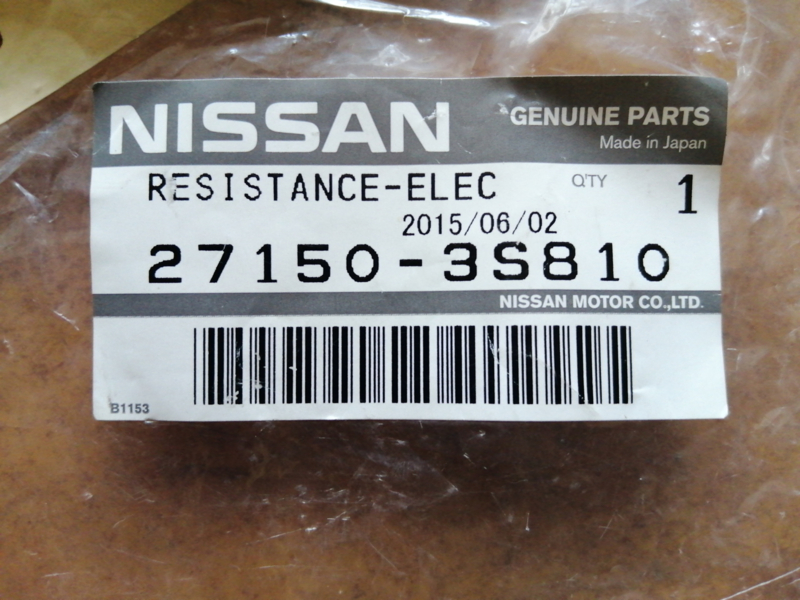 NISSAN
GENUINE PARTS
Made in Japan
RESISTANCE-ELEC
Q'TY
1
2015/06/02
27150-3S810
NISSAN MOTOR CO.,LTD.
B1153